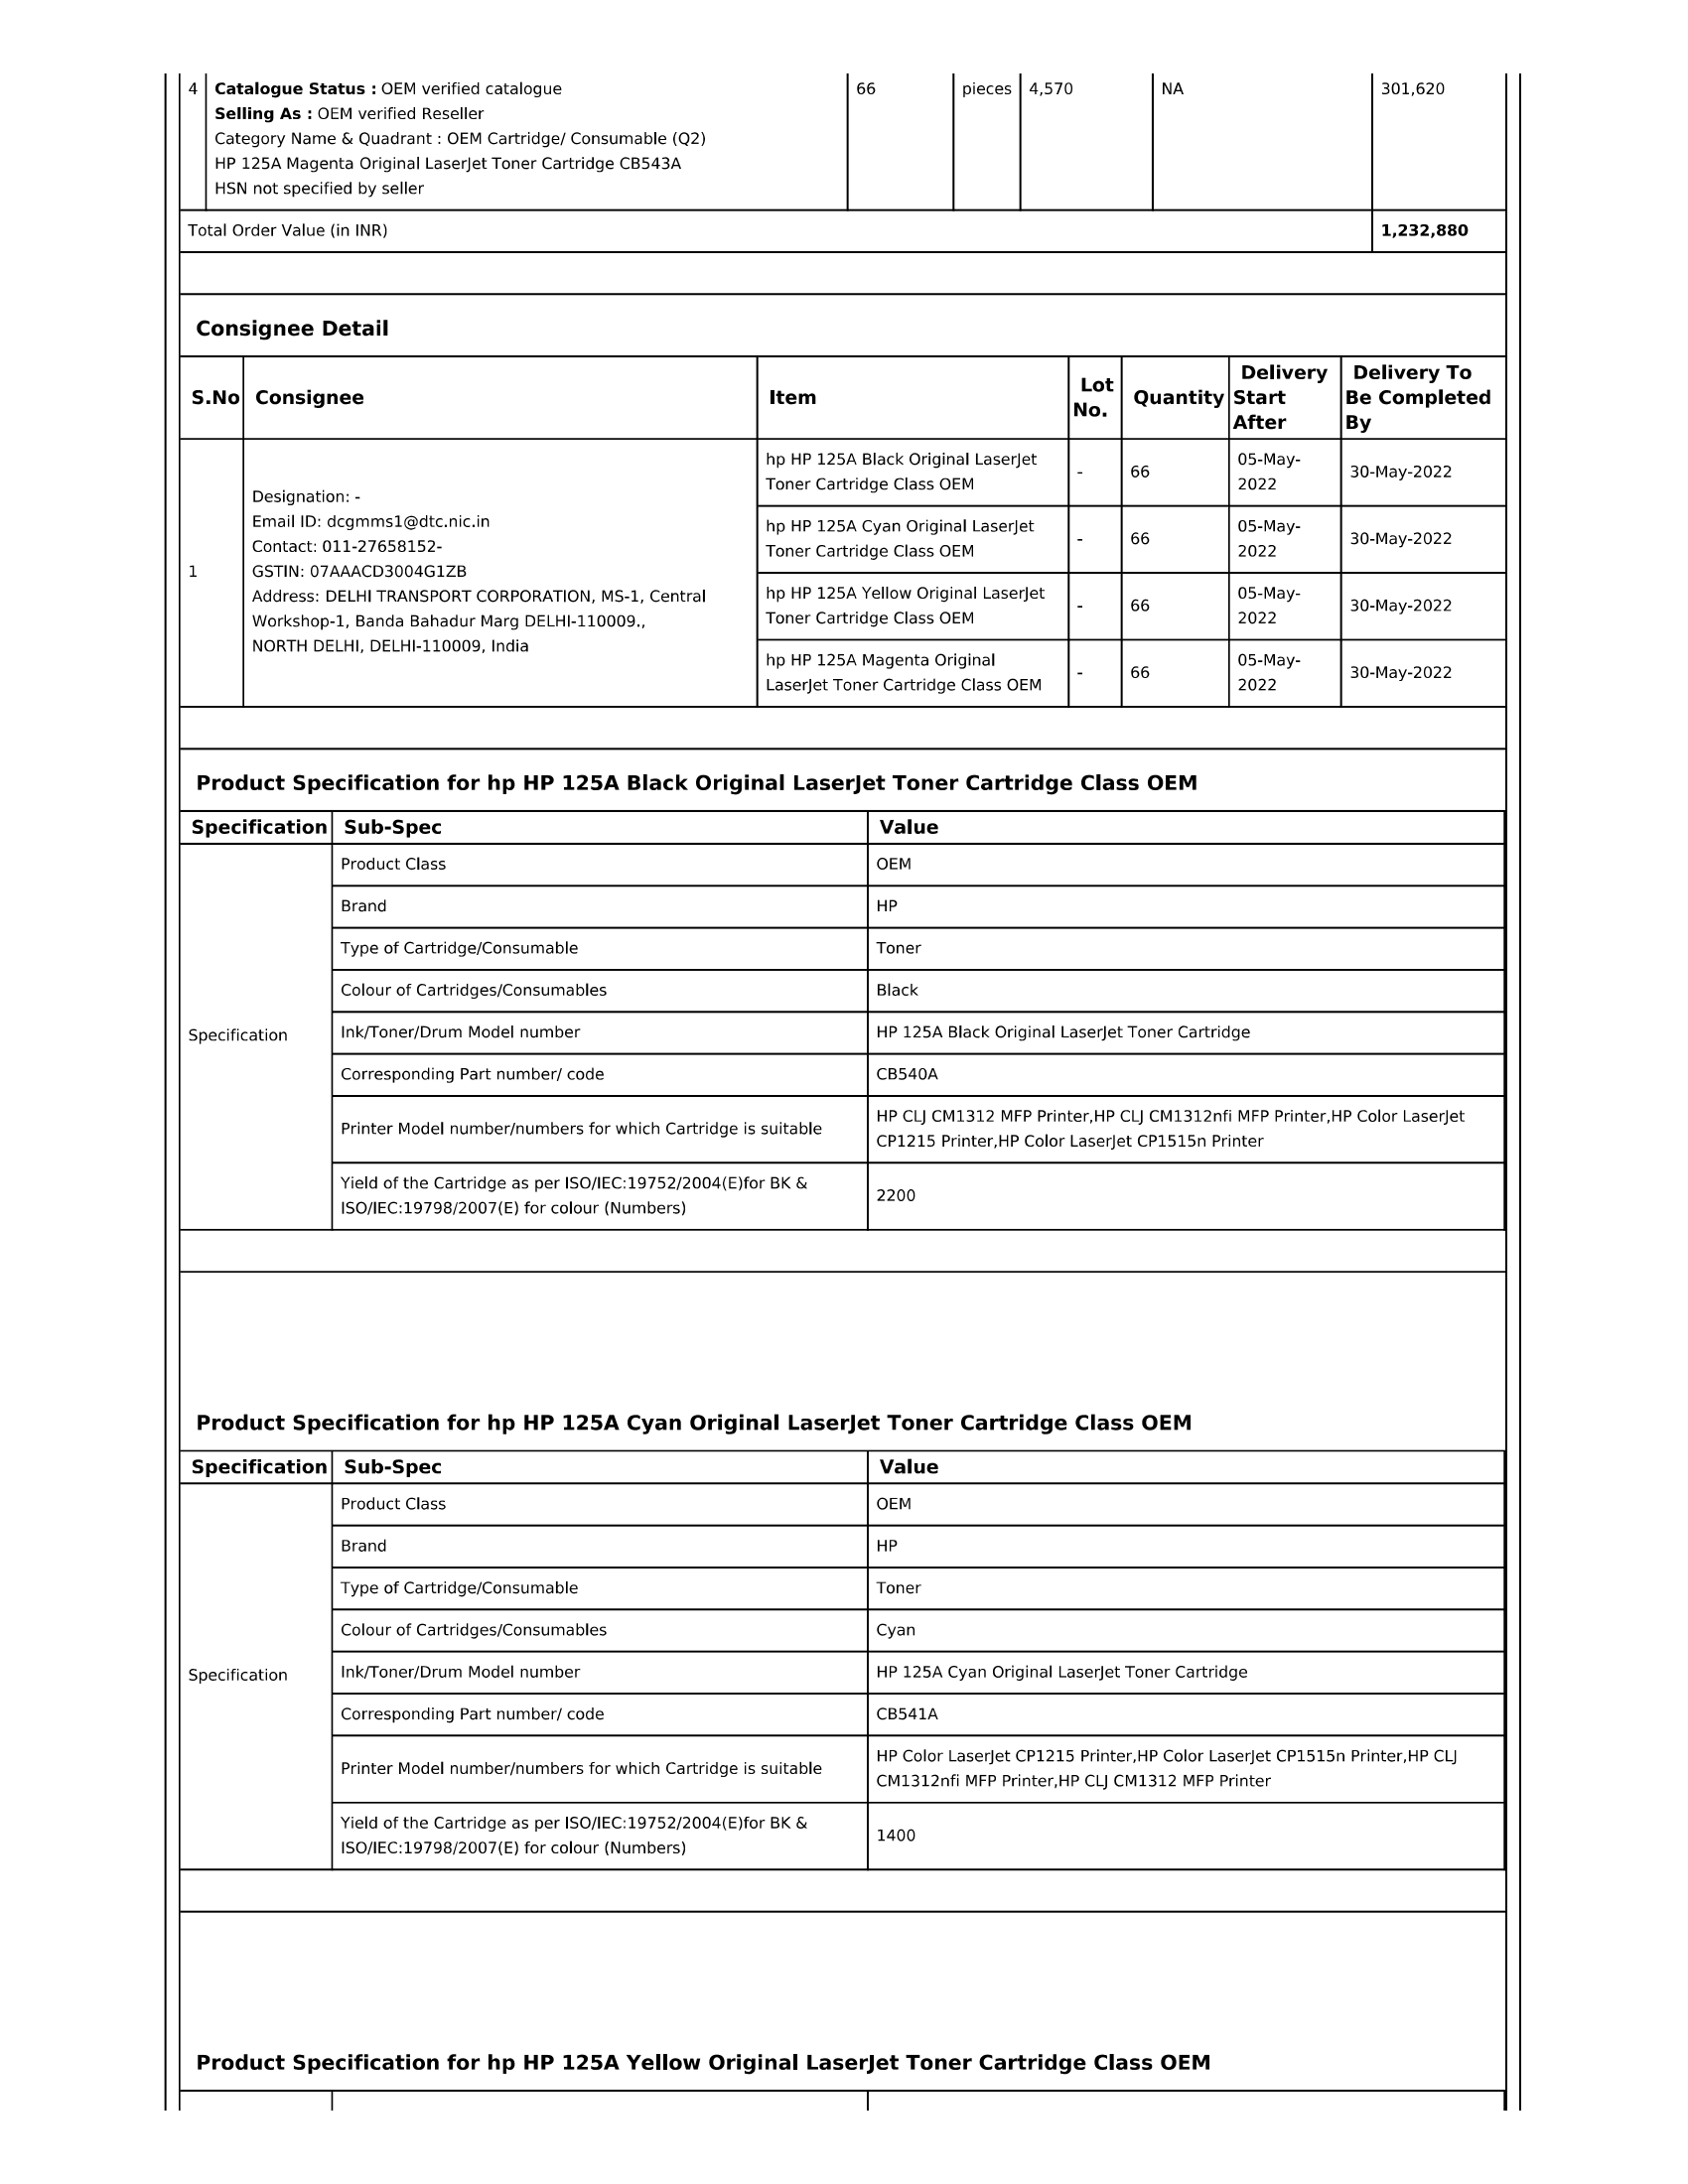 4 Catalogue Status : OEM verified catalogue 66 pieces 4,570 NA 301,620
Selling As : OEM verified Reseller
Category Name & Quadrant : OEM Cartridge/ Consumable (Q2)
HP 125A Magenta Original LaserJet Toner Cartridge CB543A
HSN not specified by seller
Total Order Value (in INR) 1,232,880
Consignee Detail
S.No Consignee Item Lot No. Quantity Delivery Start After Delivery To Be Completed By
1
Designation: -
Email ID: dcgmms1@dtc.nic.in
Contact: 011-27658152-
GSTIN: 07AAACD3004G1ZB
Address: DELHI TRANSPORT CORPORATION, MS-1, Central
Workshop-1, Banda Bahadur Marg DELHI-110009.,
NORTH DELHI, DELHI-110009, India
hp HP 125A Black Original LaserJet
Toner Cartridge Class OEM
- 66 05-May-2022 30-May-2022
hp HP 125A Cyan Original LaserJet
Toner Cartridge Class OEM
- 66 05-May-2022 30-May-2022
hp HP 125A Yellow Original LaserJet
Toner Cartridge Class OEM
- 66 05-May-2022 30-May-2022
hp HP 125A Magenta Original
LaserJet Toner Cartridge Class OEM
- 66 05-May-2022 30-May-2022
Product Specification for hp HP 125A Black Original LaserJet Toner Cartridge Class OEM
Specification Sub-Spec Value
Specification
Product Class OEM
Brand HP
Type of Cartridge/Consumable Toner
Colour of Cartridges/Consumables Black
Ink/Toner/Drum Model number HP 125A Black Original LaserJet Toner Cartridge
Corresponding Part number/ code CB540A
Printer Model number/numbers for which Cartridge is suitable
HP CLJ CM1312 MFP Printer,HP CLJ CM1312nfi MFP Printer,HP Color LaserJet
CP1215 Printer,HP Color LaserJet CP1515n Printer
Yield of the Cartridge as per ISO/IEC:19752/2004(E)for BK &
ISO/IEC:19798/2007(E) for colour (Numbers)
2200
Product Specification for hp HP 125A Cyan Original LaserJet Toner Cartridge Class OEM
Specification Sub-Spec Value
Specification
Product Class OEM
Brand HP
Type of Cartridge/Consumable Toner
Colour of Cartridges/Consumables Cyan
Ink/Toner/Drum Model number HP 125A Cyan Original LaserJet Toner Cartridge
Corresponding Part number/ code CB541A
Printer Model number/numbers for which Cartridge is suitable
HP Color LaserJet CP1215 Printer,HP Color LaserJet CP1515n Printer,HP CLJ
CM1312nfi MFP Printer,HP CLJ CM1312 MFP Printer
Yield of the Cartridge as per ISO/IEC:19752/2004(E)for BK &
ISO/IEC:19798/2007(E) for colour (Numbers)
1400
Product Specification for hp HP 125A Yellow Original LaserJet Toner Cartridge Class OEM